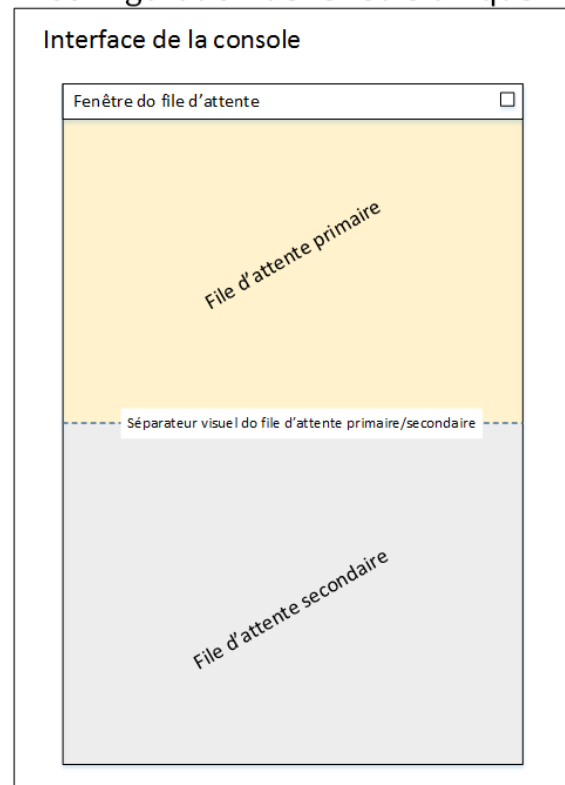 Interface de la console
Fenêtre do file d'attente
File d'attente primaire
Séparateur visuel do file d'attente primaire/secondaire
File d'attente secondaire